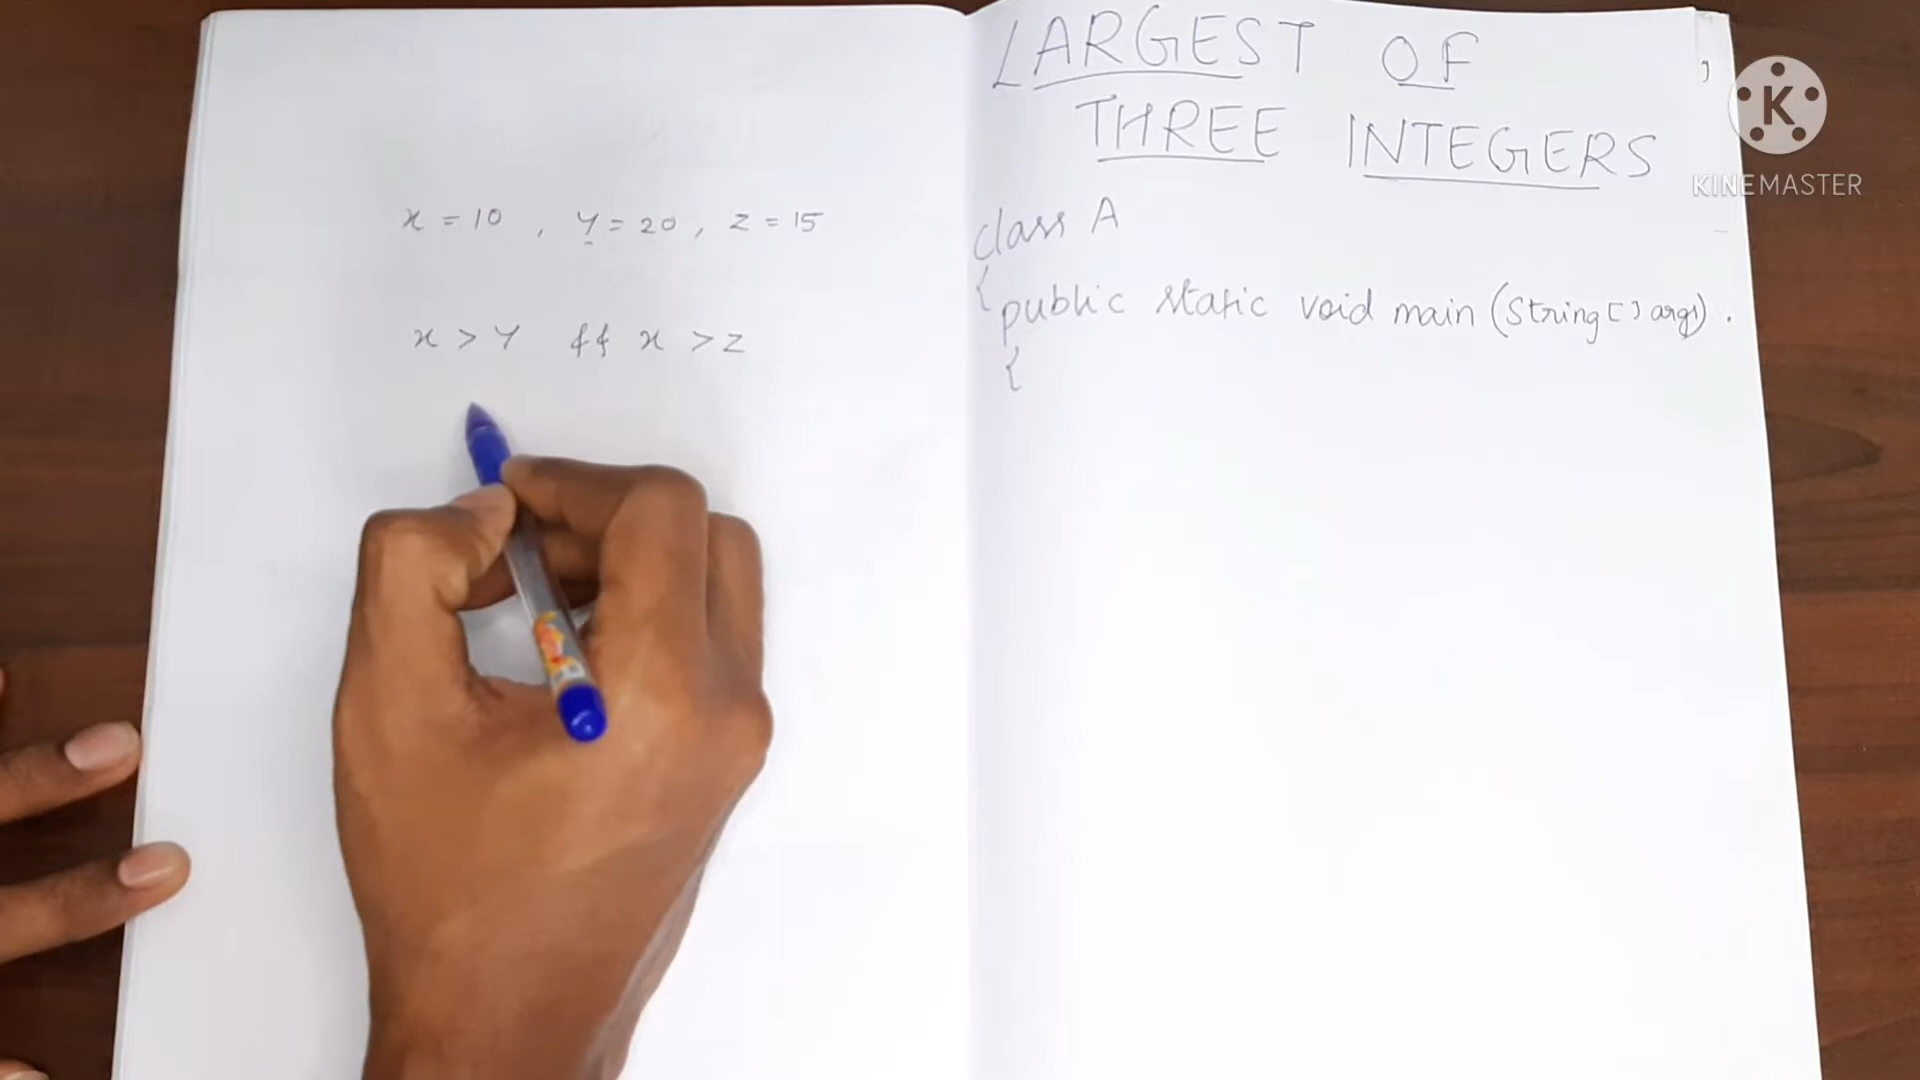 x = 10 , Y = 20 , Z = 15
x > Y && x > Z
LARGEST OF
THREE INTEGERS
class A
{ public static void main (String [] args) .
{
K
KINEMASTER